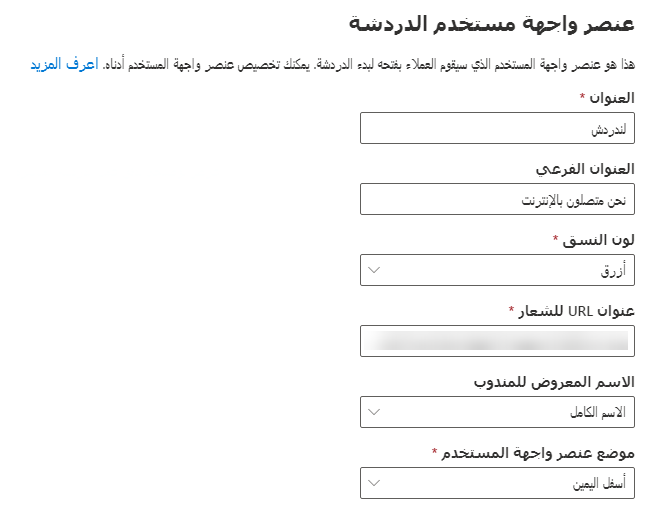 عنصر واجهة مستخدم الدردشة
هذا هو عنصر واجهة المستخدم الذي سيقوم العملاء بفتحه لبدء الدردشة. يمكنك تخصيص عنصر واجهة المستخدم أدناه. اعرف المزيد
العنوان *
لندردش
العنوان الفرعي
نحن متصلون بالإنترنت
لون النسق *
أزرق
عنوان URL للشعار *
الاسم المعروض للمندوب
الاسم الكامل
موضع عنصر واجهة المستخدم *
أسفل اليمين